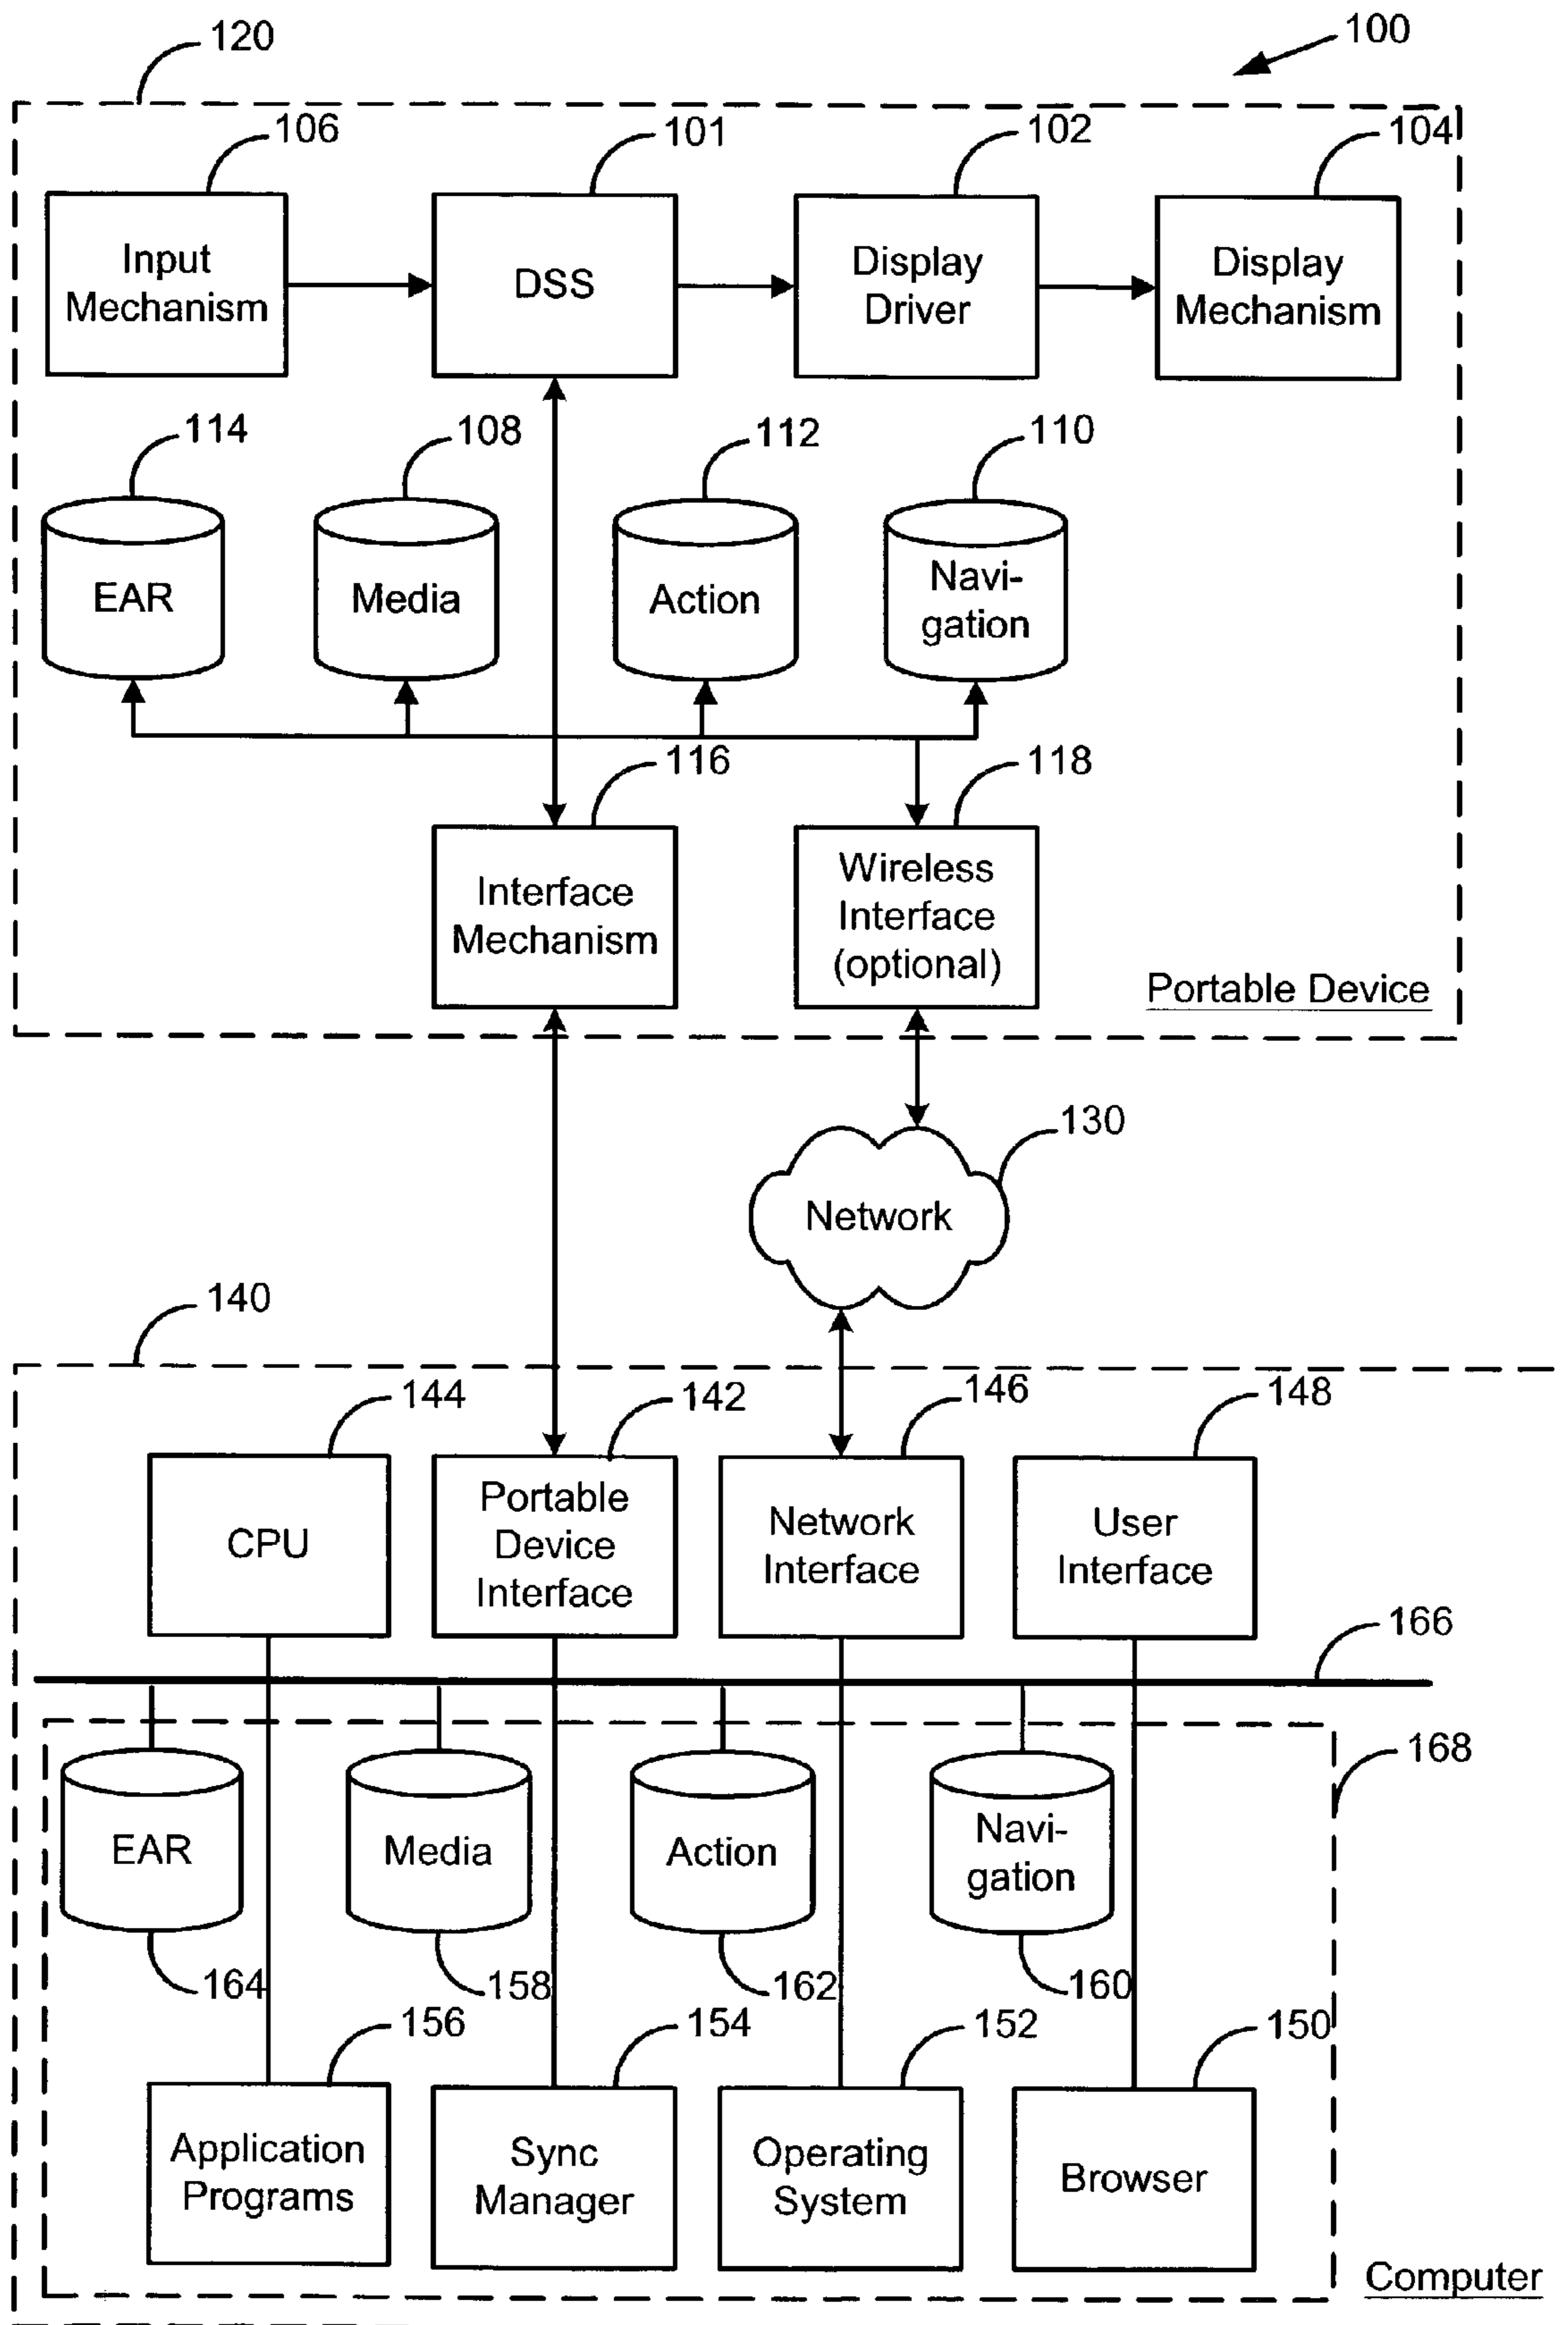 120
100
106
101
102
104
Input
Mechanism
DSS
Display
Driver
Display
Mechanism
114
108
112
110
EAR
Media
Action
Navi-
gation
116
118
Interface
Mechanism
Wireless
Interface
(optional)
Portable Device
130
Network
140
144
142
146
148
CPU
Portable
Device
Interface
Network
Interface
User
Interface
166
168
EAR
Media
Action
Navi-
gation
164
158
162
160
156
154
152
150
Application
Programs
Sync
Manager
Operating
System
Browser
Computer